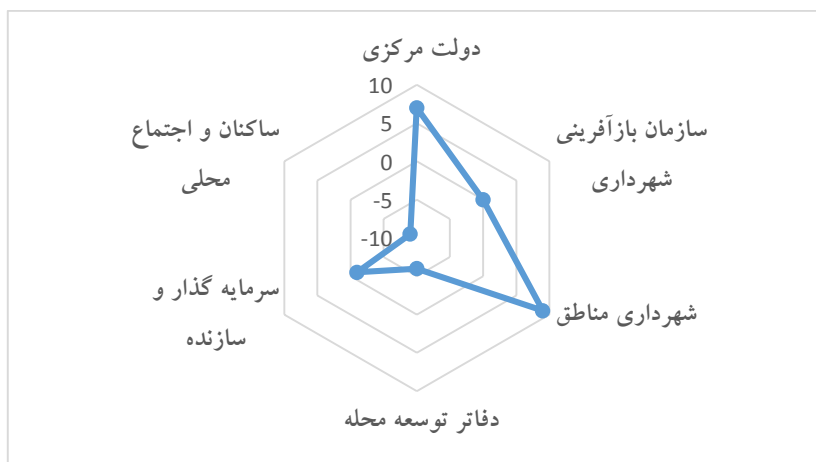 دولت مرکزی
10
5
0
-5
-10
سازمان بازآفرینی
شهرداری
شهرداری مناطق
دفاتر توسعه محله
سرمایه گذار و
سازنده
ساکنان و اجتماع
محلی